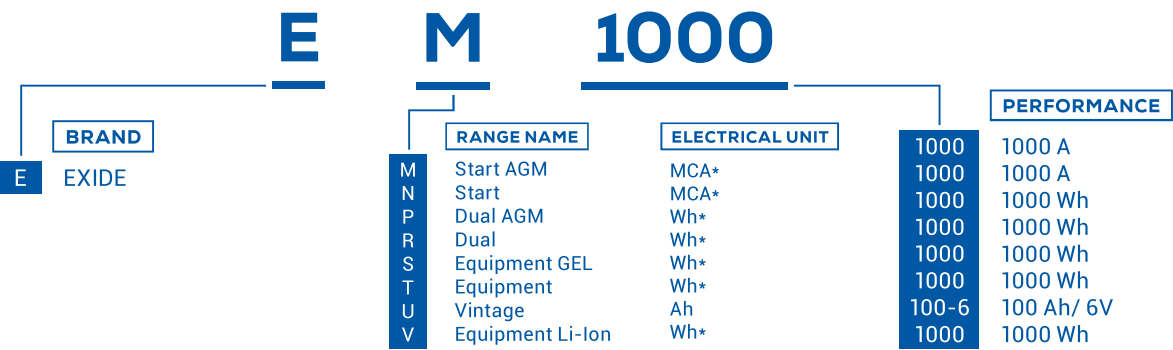 E M 1000
BRAND
E EXIDE
RANGE NAME ELECTRICAL UNIT PERFORMANCE
M Start AGM MCA* 1000 1000 A
N Start MCA* 1000 1000 A
P Dual AGM Wh* 1000 1000 Wh
R Dual Wh* 1000 1000 Wh
S Equipment GEL Wh* 1000 1000 Wh
T Equipment Wh* 1000 1000 Wh
U Vintage Ah 100-6 100 Ah/ 6V
V Equipment Li-Ion Wh* 1000 1000 Wh